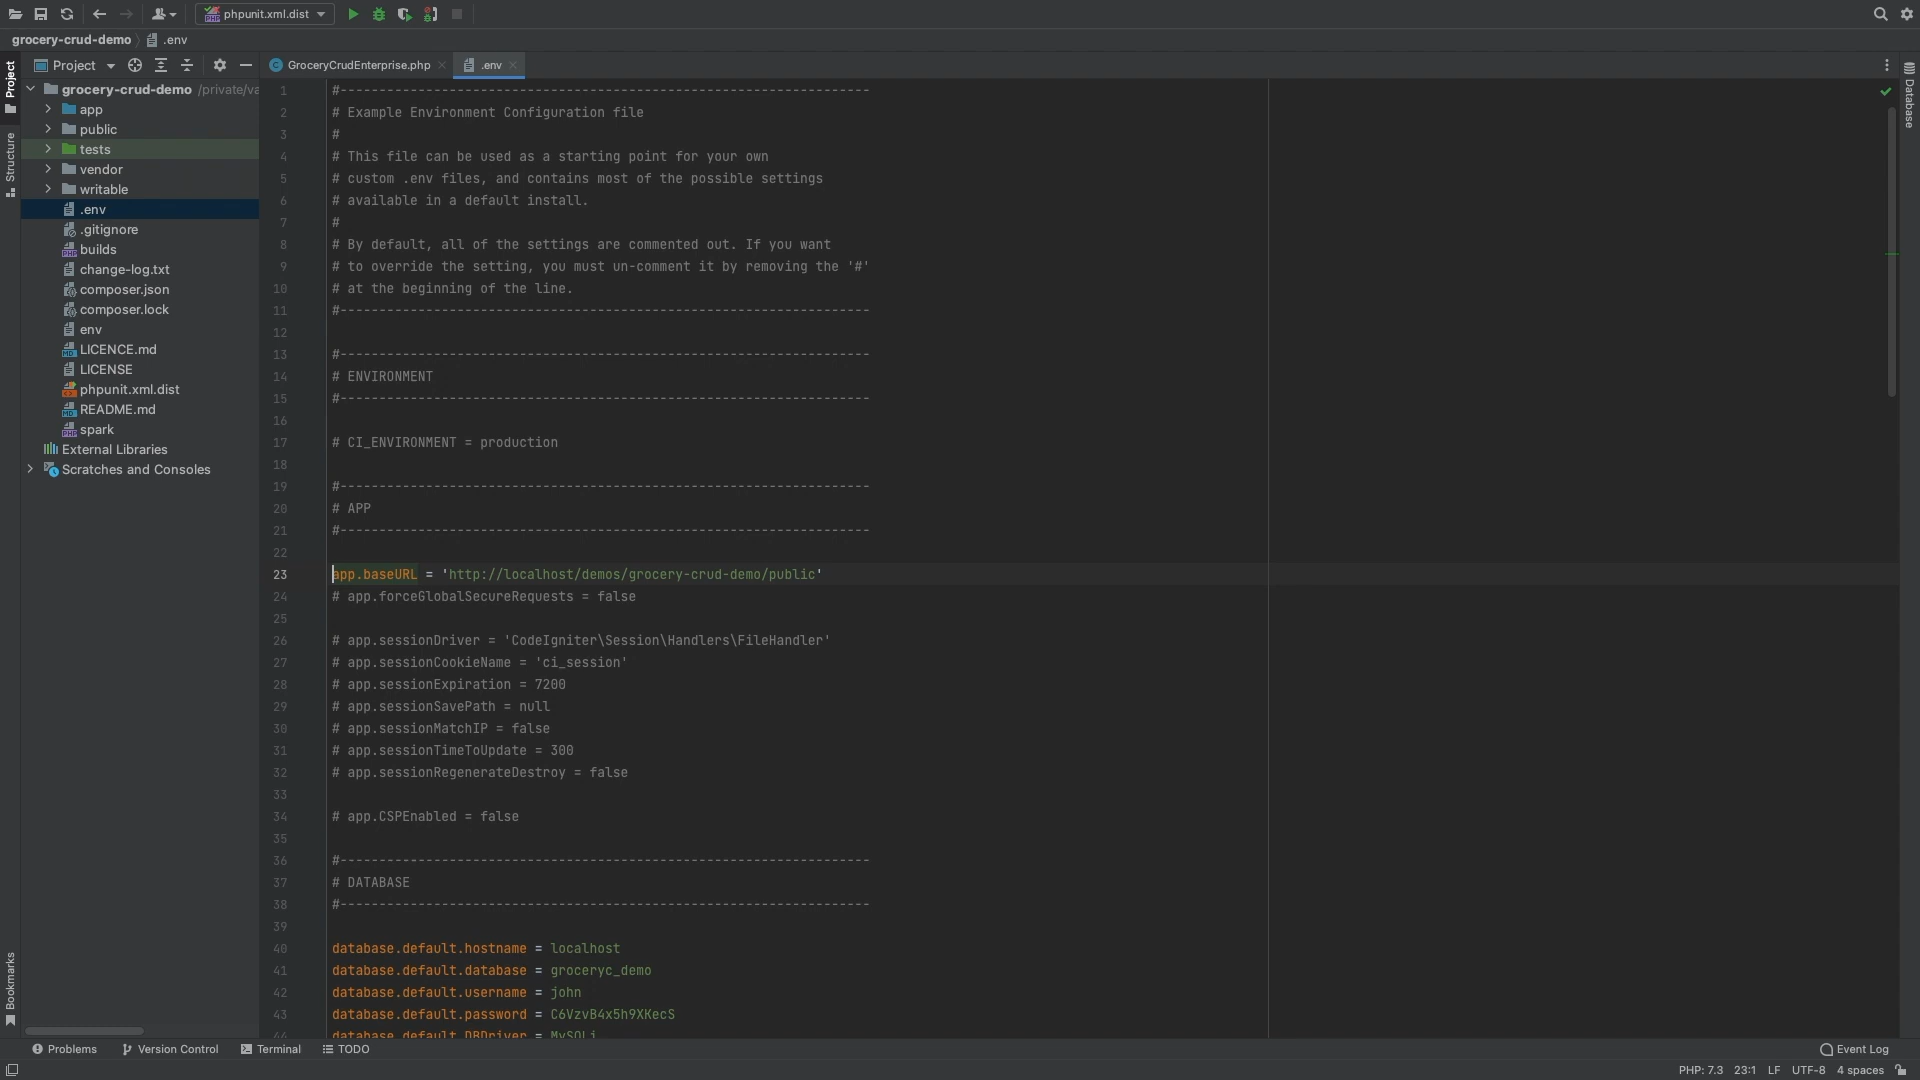 phpunit.xml.dist
grocery-crud-demo
.env
Project
Structure
Bookmarks
Project
grocery-crud-demo /private/va
app
public
tests
vendor
writable
.env
.gitignore
builds
change-log.txt
composer.json
composer.lock
env
LICENCE.md
LICENSE
phpunit.xml.dist
README.md
spark
External Libraries
Scratches and Consoles
GroceryCrudEnterprise.php
.env
1 #--------------------------------------------------------------------
2 # Example Environment Configuration file
3 #
4 # This file can be used as a starting point for your own
5 # custom .env files, and contains most of the possible settings
6 # available in a default install.
7 #
8 # By default, all of the settings are commented out. If you want
9 # to override the setting, you must un-comment it by removing the '#'
10 # at the beginning of the line.
11 #--------------------------------------------------------------------
12
13 #--------------------------------------------------------------------
14 # ENVIRONMENT
15 #--------------------------------------------------------------------
16
17 # CI_ENVIRONMENT = production
18
19 #--------------------------------------------------------------------
20 # APP
21 #--------------------------------------------------------------------
22
23 app.baseURL = 'http://localhost/demos/grocery-crud-demo/public'
24 # app.forceGlobalSecureRequests = false
25
26 # app.sessionDriver = 'CodeIgniter\Session\Handlers\FileHandler'
27 # app.sessionCookieName = 'ci_session'
28 # app.sessionExpiration = 7200
29 # app.sessionSavePath = null
30 # app.sessionMatchIP = false
31 # app.sessionTimeToUpdate = 300
32 # app.sessionRegenerateDestroy = false
33
34 # app.CSPEnabled = false
35
36 #--------------------------------------------------------------------
37 # DATABASE
38 #--------------------------------------------------------------------
39
40 database.default.hostname = localhost
41 database.default.database = groceryc_demo
42 database.default.username = john
43 database.default.password = C6VzvB4x5h9XKecS
44 database.default.DBDriver = MySQLi
Database
Problems
Version Control
Terminal
TODO
Event Log
PHP: 7.3 23:1 LF UTF-8 4 spaces